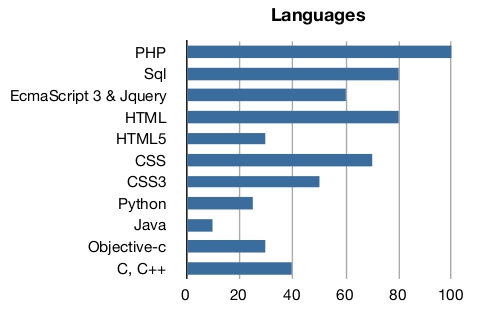 Languages
PHP
Sql
EcmaScript 3 & Jquery
HTML
HTML5
CSS
CSS3
Python
Java
Objective-c
C, C++
0 20 40 60 80 100